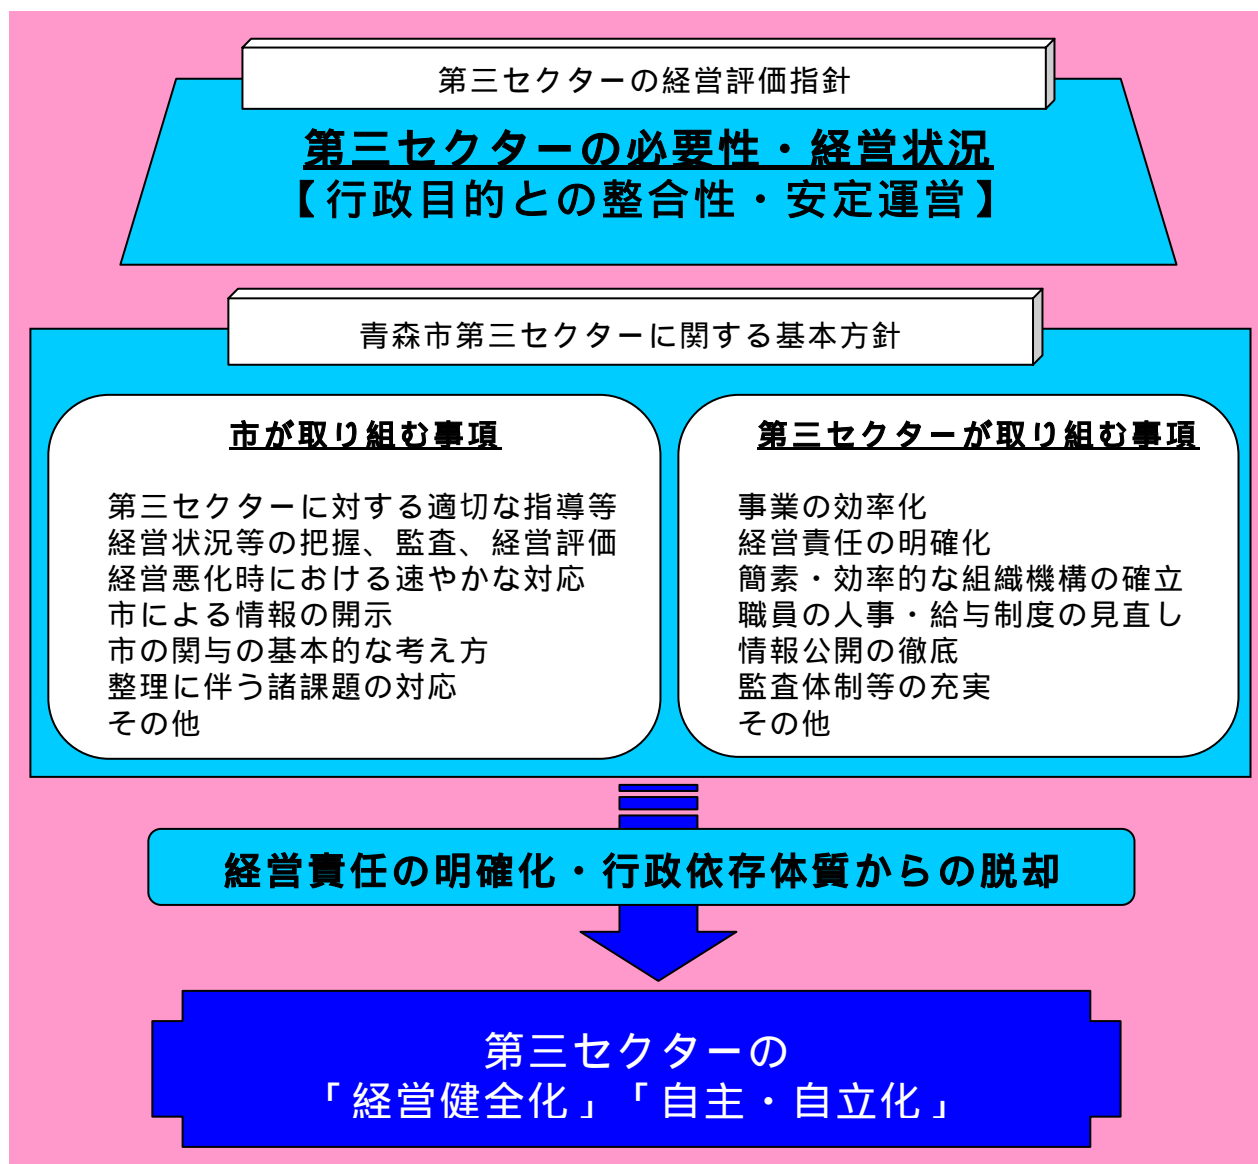 第三セクターの経営評価指針
第三セクターの必要性・経営状況
【行政目的との整合性・安定運営】
青森市第三セクターに関する基本方針
市が取り組む事項
第三セクターに対する適切な指導等
経営状況等の把握、監査、経営評価
経営悪化時における速やかな対応
市による情報の開示
市の関与の基本的な考え方
整理に伴う諸課題の対応
その他
第三セクターが取り組む事項
事業の効率化
経営責任の明確化
簡素・効率的な組織機構の確立
職員の人事・給与制度の見直し
情報公開の徹底
監査体制等の充実
その他
経営責任の明確化・行政依存体質からの脱却
第三セクターの
「経営健全化」「自主・自立化」